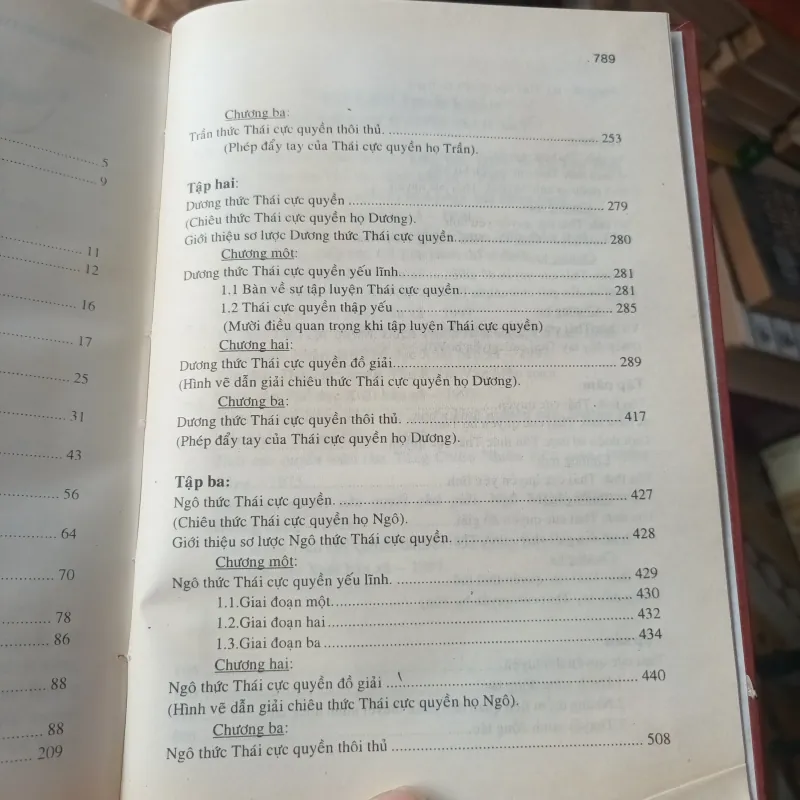 5
9
11
12
16
17
25
31
43
56
64
70
78
86
88
88
209
789
Chương ba:
Trần thức Thái cực quyền thôi thủ. 253
(Phép đẩy tay của Thái cực quyền họ Trần).
Tập hai:
Dương thức Thái cực quyền 279
(Chiêu thức Thái cực quyền họ Dương).
Giới thiệu sơ lược Dương thức Thái cực quyền 280
Chương một:
Dương thức Thái cực quyền yếu lĩnh 281
1.1 Bàn về sự tập luyện Thái cực quyền 281
1.2 Thái cực quyền thập yếu 285
(Mười điều quan trọng khi tập luyện Thái cực quyền)
Chương hai:
Dương thức Thái cực quyền đồ giải 289
(Hình vẽ dẫn giải chiêu thức Thái cực quyền họ Dương).
Chương ba:
Dương thức Thái cực quyền thôi thủ. 417
(Phép đẩy tay của Thái cực quyền họ Dương).
Tập ba:
Ngô thức Thái cực quyền. 427
(Chiêu thức Thái cực quyền họ Ngô).
Giới thiệu sơ lược Ngô thức Thái cực quyền. 428
Chương một:
Ngô thức Thái cực quyền yếu lĩnh. 429
1.1.Giai đoạn một 430
1.2.Giai đoạn hai 432
1.3.Giai đoạn ba 434
Chương hai:
Ngô thức Thái cực quyền đồ giải 440
(Hình vẽ dẫn giải chiêu thức Thái cực quyền họ Ngô).
Chương ba:
Ngô thức Thái cực quyền thôi thủ 508